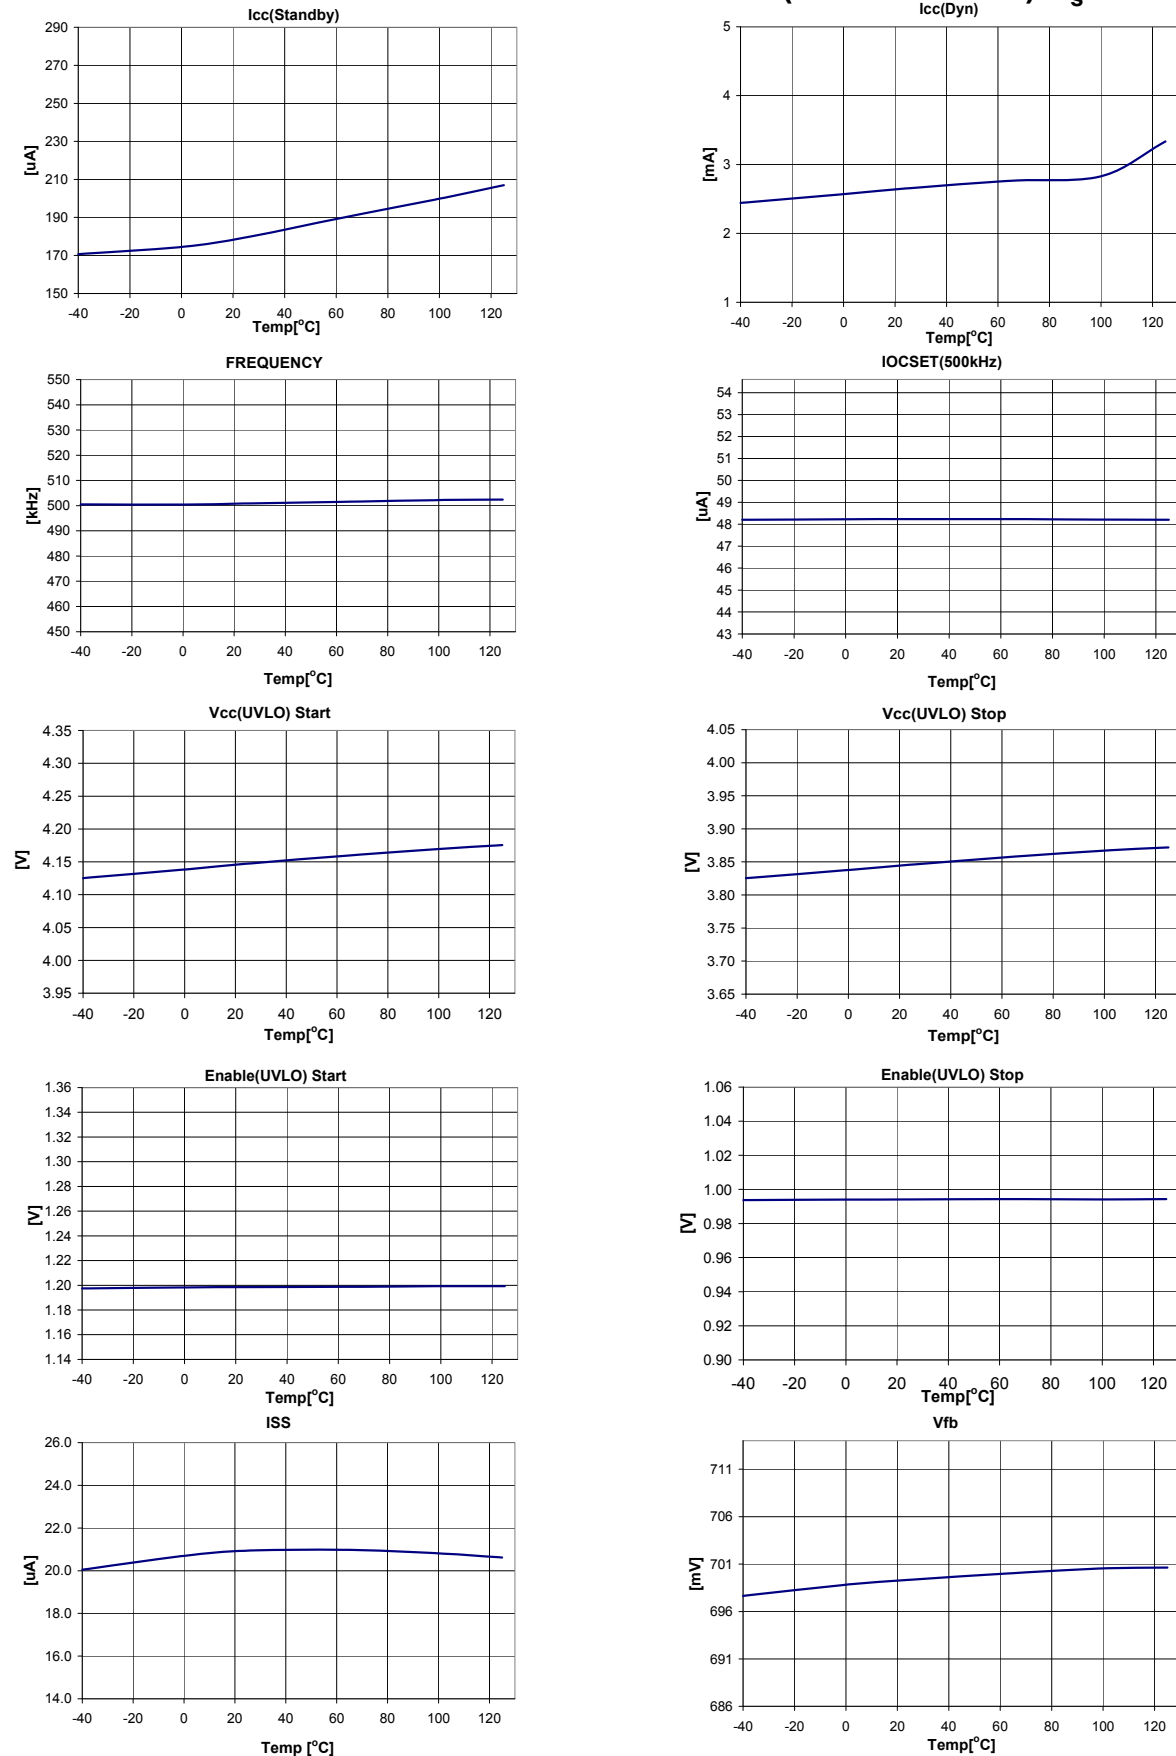 Icc(Standby)
290
270
250
230
210
190
170
150
[uA]
-40 -20 0 20 40 60 80 100 120
Temp[°C]
Icc(Dyn)
5
4
3
2
1
[mA]
-40 -20 0 20 40 60 80 100 120
Temp[°C]
FREQUENCY
550
540
530
520
510
500
490
480
470
460
450
[kHz]
-40 -20 0 20 40 60 80 100 120
Temp[°C]
IOCSET(500kHz)
54
53
52
51
50
49
48
47
46
45
44
43
[uA]
-40 -20 0 20 40 60 80 100 120
Temp[°C]
Vcc(UVLO) Start
4.35
4.30
4.25
4.20
4.15
4.10
4.05
4.00
3.95
[V]
-40 -20 0 20 40 60 80 100 120
Temp[°C]
Vcc(UVLO) Stop
4.05
4.00
3.95
3.90
3.85
3.80
3.75
3.70
3.65
[V]
-40 -20 0 20 40 60 80 100 120
Temp[°C]
Enable(UVLO) Start
1.36
1.34
1.32
1.30
1.28
1.26
1.24
1.22
1.20
1.18
1.16
1.14
[V]
-40 -20 0 20 40 60 80 100 120
Temp[°C]
Enable(UVLO) Stop
1.06
1.04
1.02
1.00
0.98
0.96
0.94
0.92
0.90
[V]
-40 -20 0 20 40 60 80 100 120
Temp[°C]
ISS
26.0
24.0
22.0
20.0
18.0
16.0
14.0
[uA]
-40 -20 0 20 40 60 80 100 120
Temp [°C]
Vfb
711
706
701
696
691
686
[mV]
-40 -20 0 20 40 60 80 100 120
Temp[°C]